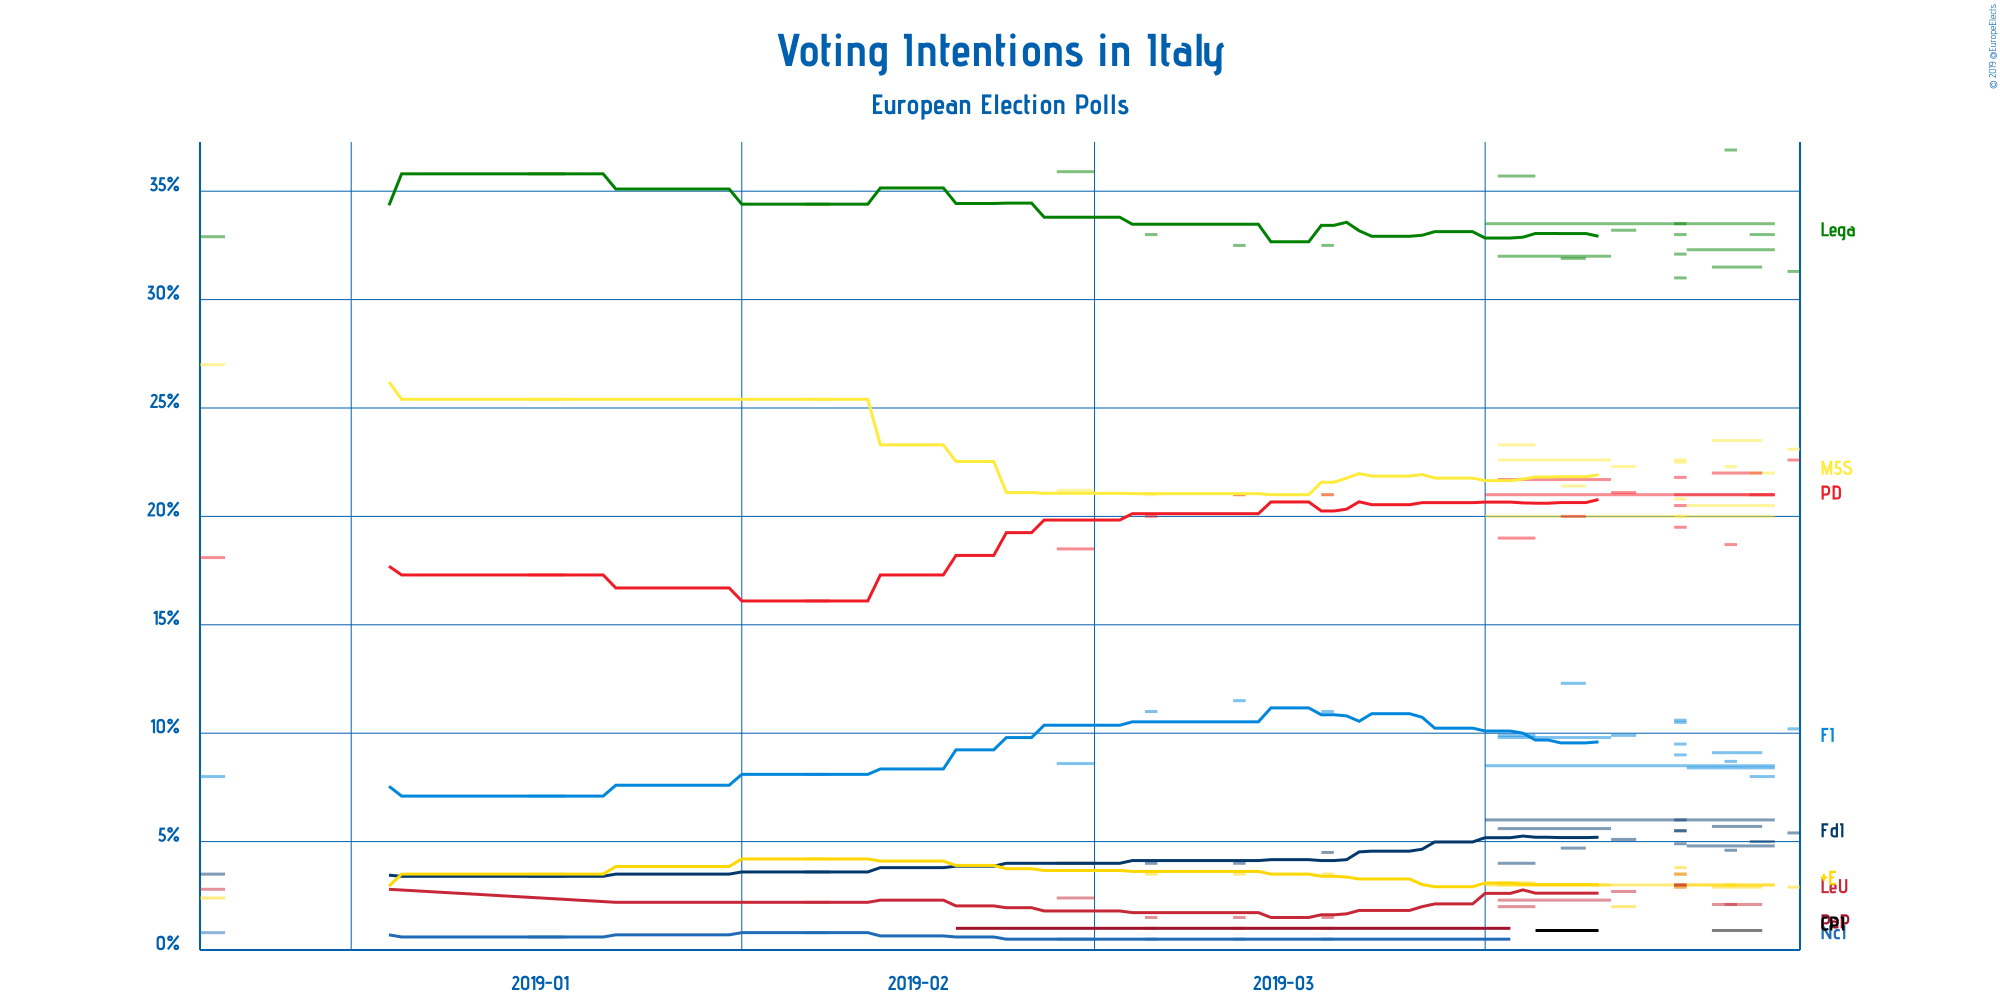 Voting Intentions in Italy
European Election Polls
© 2019 @EuropeElects
35%
30%
25%
20%
15%
10%
5%
0%
Lega
M5S
PD
FI
FdI
+E
LeU
NcI
2019-01
2019-02
2019-03